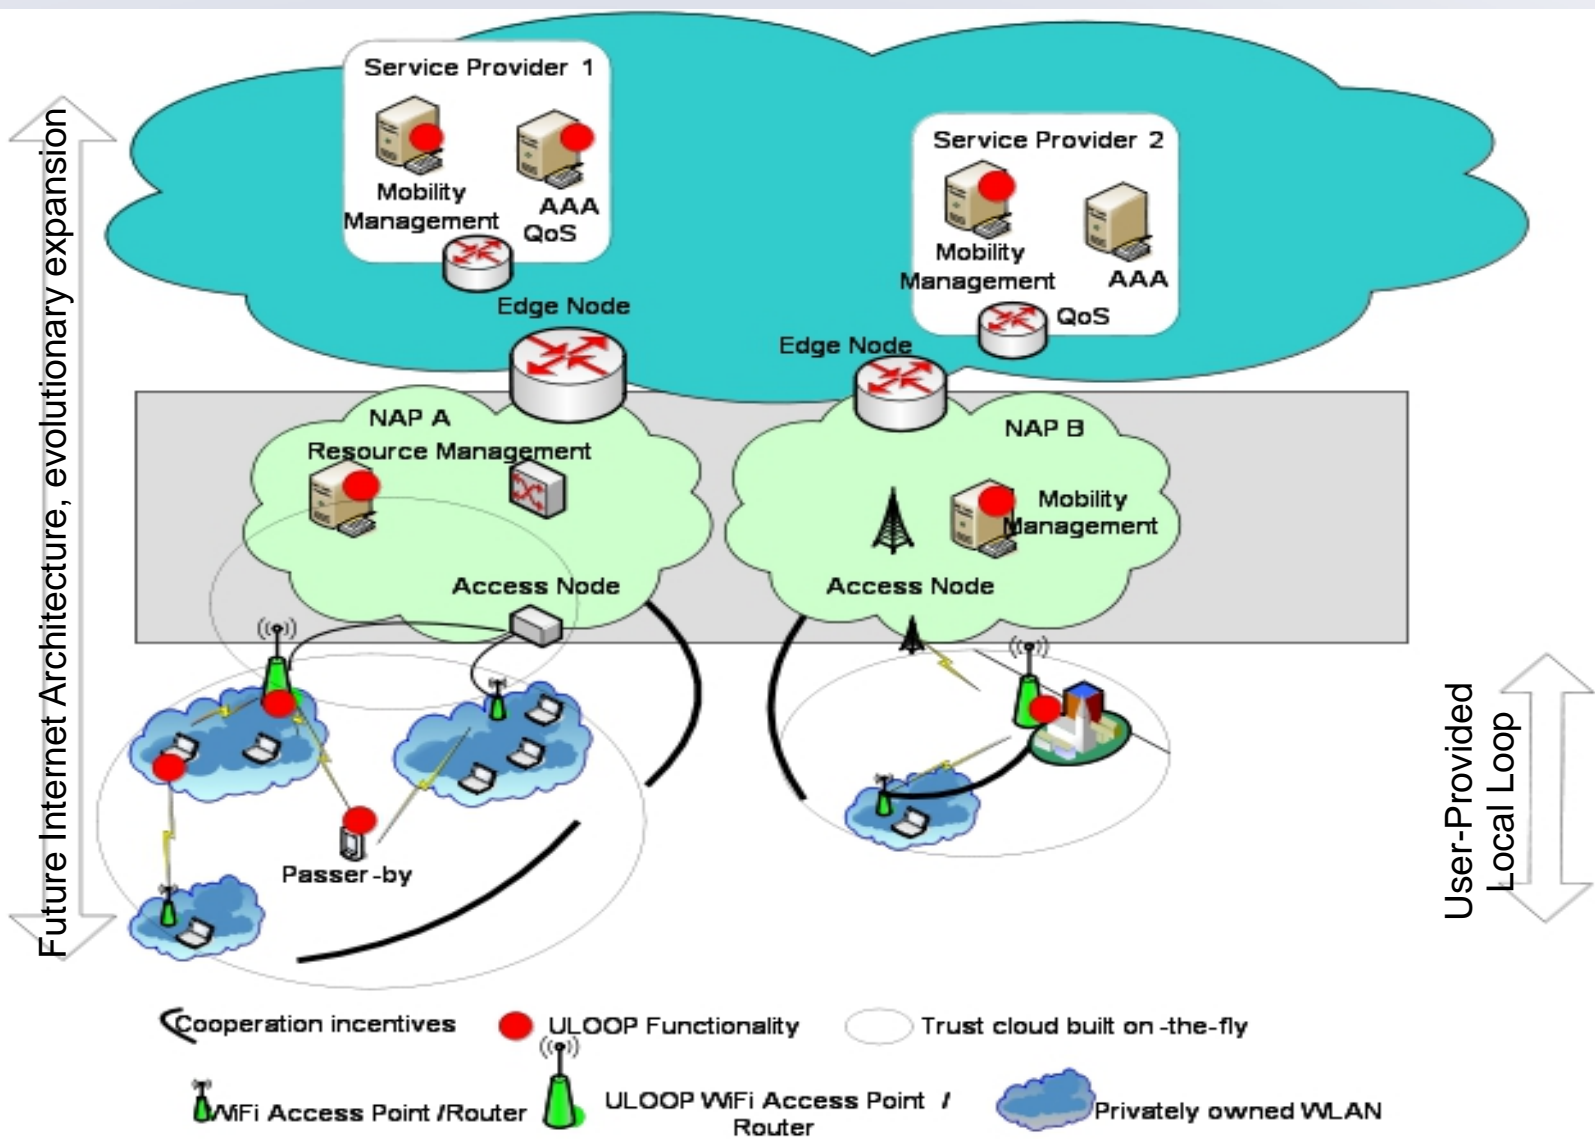 Future Internet Architecture, evolutionary expansion
Service Provider 1
Mobility
Management
AAA
QoS
Service Provider 2
Mobility
Management
AAA
QoS
Edge Node
Edge Node
NAP A
Resource Management
Access Node
NAP B
Mobility
Management
Access Node
Passer-by
User-Provided
Local Loop
Cooperation incentives
ULOOP Functionality
Trust cloud built on -the-fly
WiFi Access Point /Router
ULOOP WiFi Access Point /
Router
Privately owned WLAN